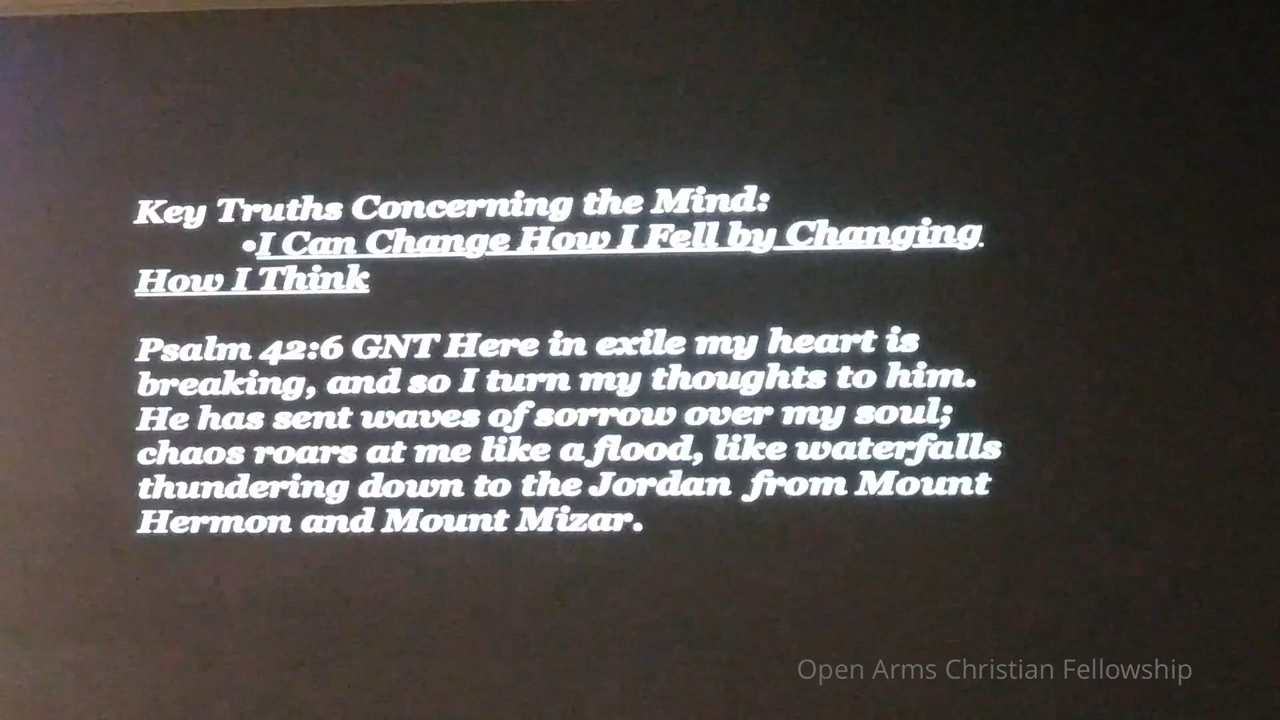 Key Truths Concerning the Mind:
•I Can Change How I Fell by Changing
How I Think
Psalm 42:6 GNT Here in exile my heart is
breaking, and so I turn my thoughts to him.
He has sent waves of sorrow over my soul;
chaos roars at me like a flood, like waterfalls
thundering down to the Jordan from Mount
Hermon and Mount Mizar.
Open Arms Christian Fellowship